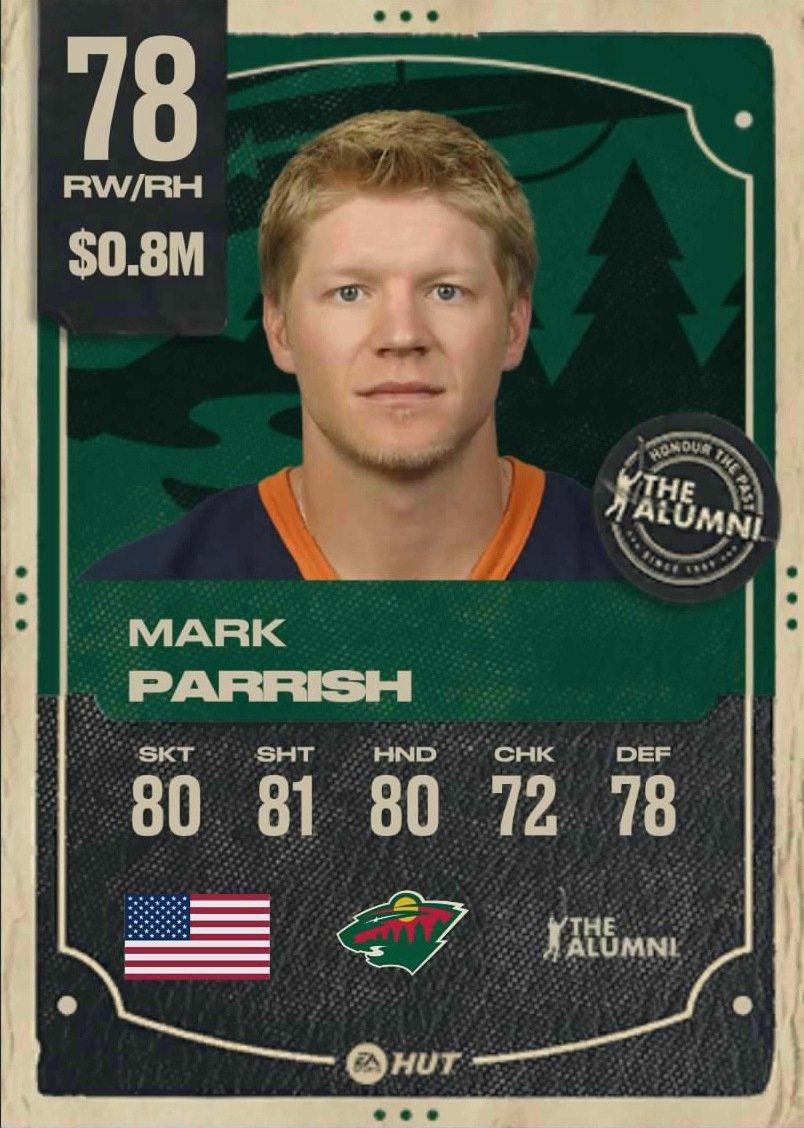 78
RW/RH
$0.8M
HONOUR THE PAST
THE
ALUMNI
MARK
PARRISH
SKT SHT HND CHK DEF
80 81 80 72 78
THE
ALUMNI
EA
HUT